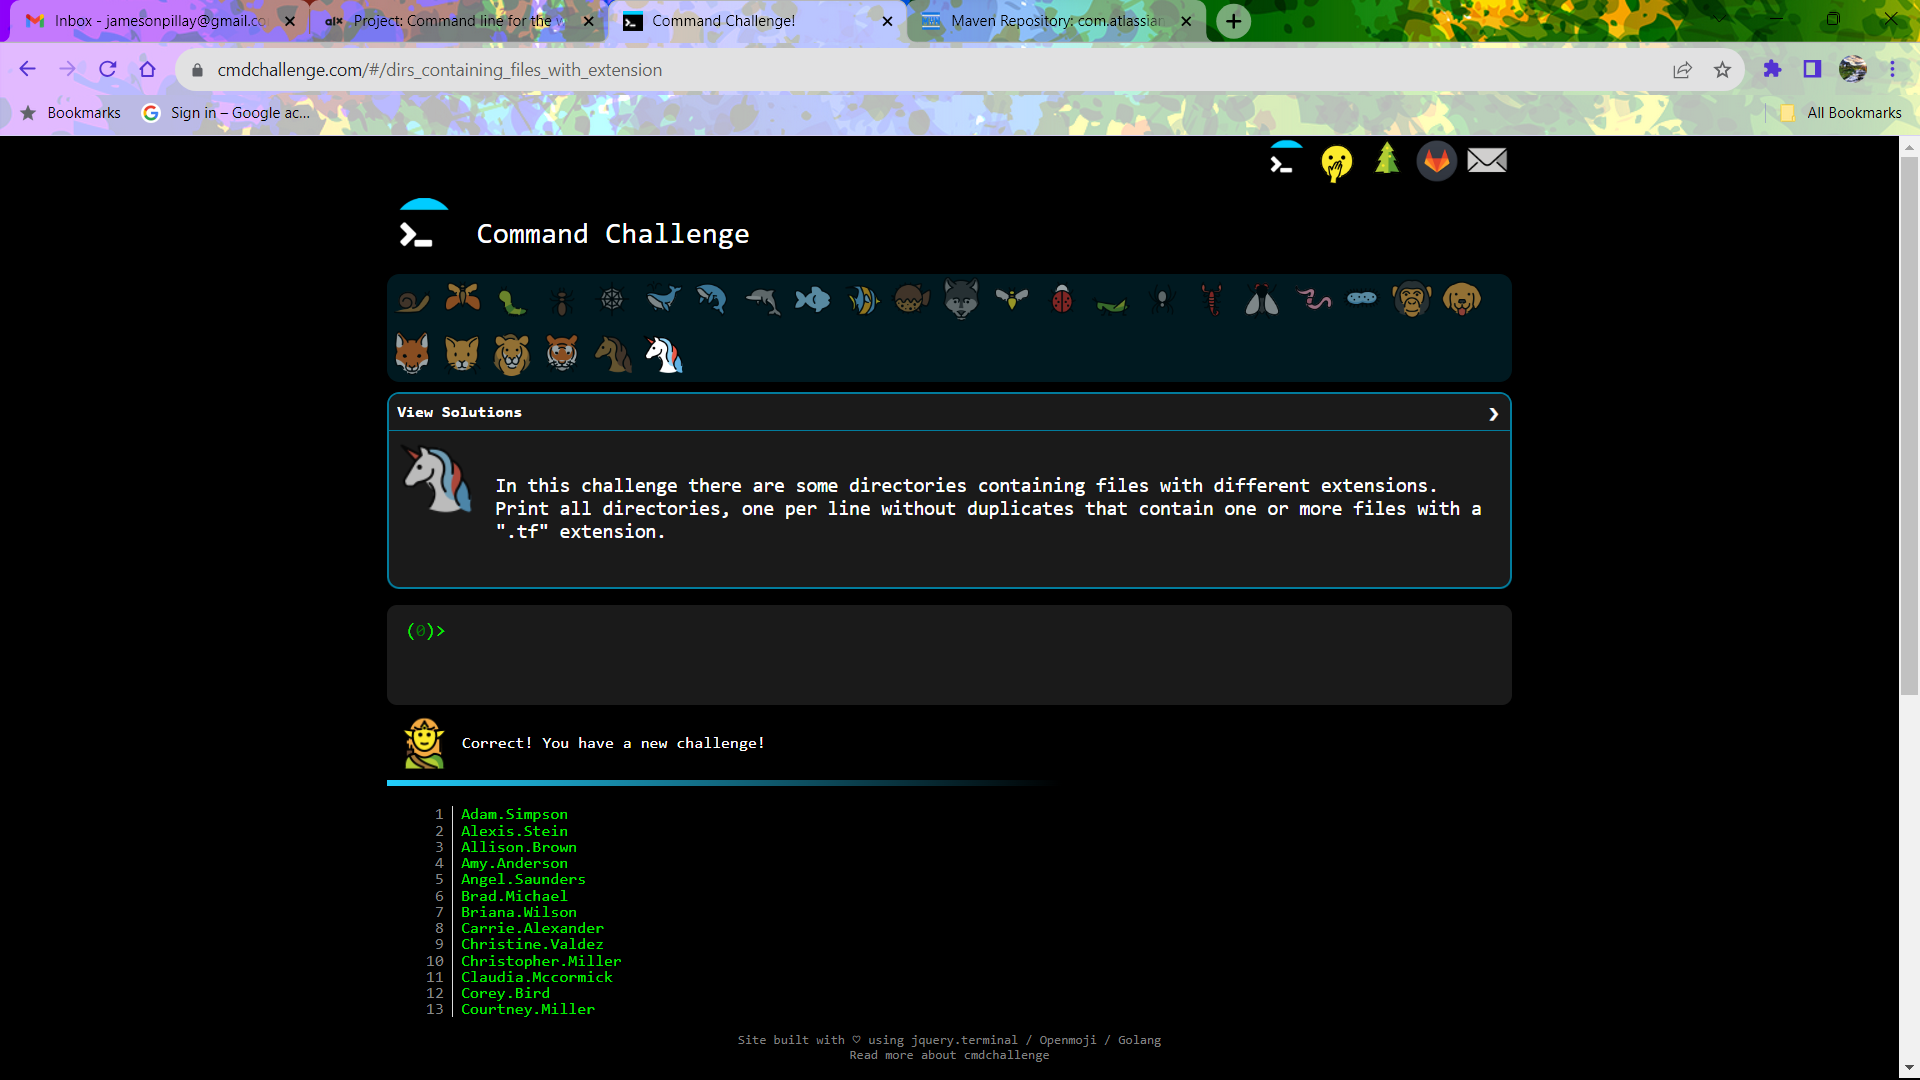 Inbox - jamesonpillay@gmail.co
alx Project: Command line for the w
Command Challenge!
Maven Repository: com.atlassian
cmdchallenge.com/#/dirs_containing_files_with_extension
Bookmarks
Sign in – Google ac...
All Bookmarks
Command Challenge
View Solutions
In this challenge there are some directories containing files with different extensions.
Print all directories, one per line without duplicates that contain one or more files with a
".tf" extension.
(0)>
Correct! You have a new challenge!
1 Adam.Simpson
2 Alexis.Stein
3 Allison.Brown
4 Amy.Anderson
5 Angel.Saunders
6 Brad.Michael
7 Briana.Wilson
8 Carrie.Alexander
9 Christine.Valdez
10 Christopher.Miller
11 Claudia.Mccormick
12 Corey.Bird
13 Courtney.Miller
Site built with ♡ using jquery.terminal / Openmoji / Golang
Read more about cmdchallenge